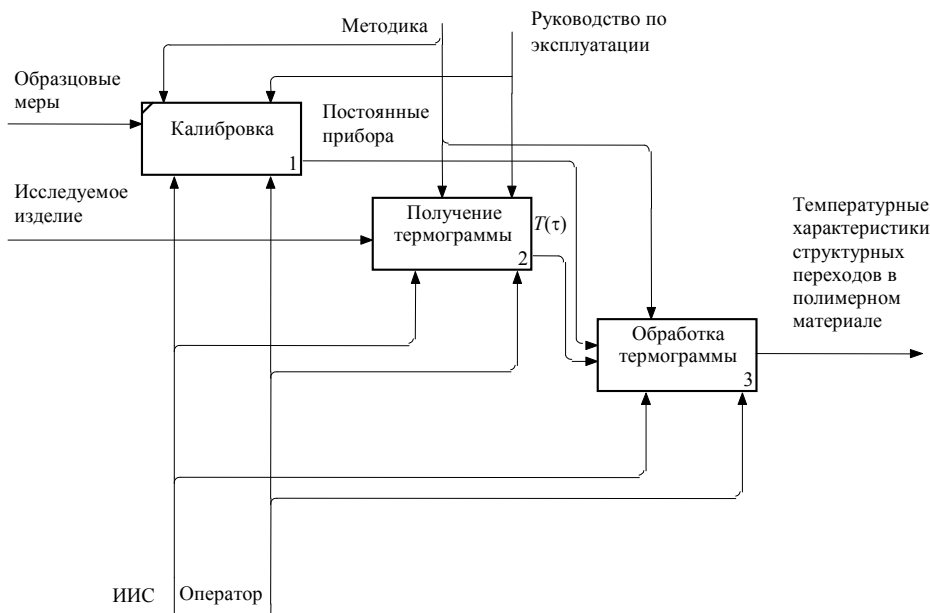 Методика
Руководство по
эксплуатации
Образцовые
меры
Калибровка
1
Постоянные
прибора
Исследуемое
изделие
Получение
термограммы
2
T(τ)
Температурные
характеристики
структурных
переходов в
полимерном
материале
Обработка
термограммы
3
ИИС
Оператор